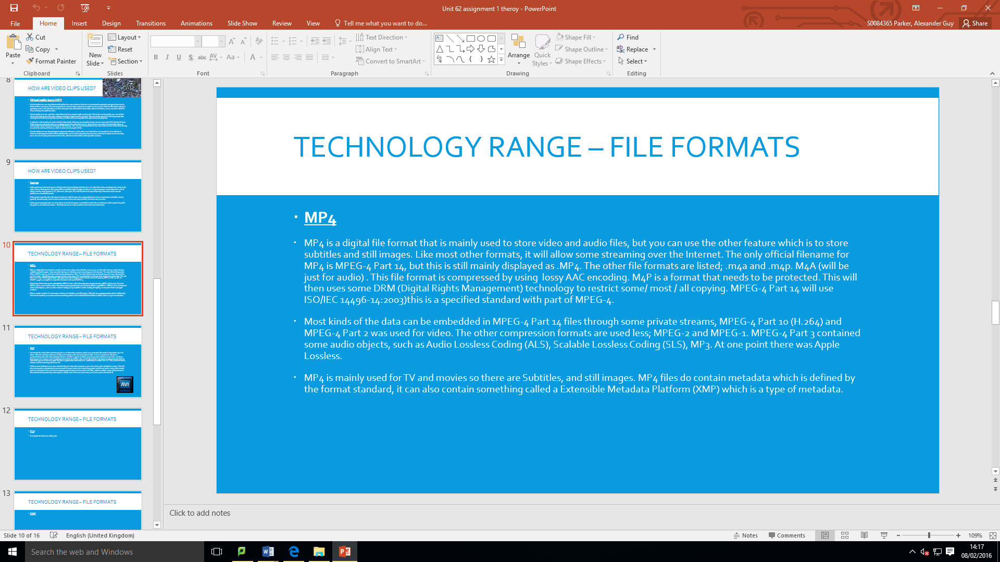 Unit 62 assignment 1 theroy - PowerPoint
File Home Insert Design Transitions Animations Slide Show Review View Tell me what you want to do...
S0084365 Parker, Alexander Guy Share
Paste Cut Copy Format Painter
New Slide Layout Reset Section
Text Direction Align Text Convert to SmartArt
Arrange Quick Styles Shape Fill Shape Outline Shape Effects
Find Replace Select
Clipboard Slides Font Paragraph Drawing Editing
8
HOW ARE VIDEO CLIPS USED?
Virtual reality tours (VRT)
9
HOW ARE VIDEO CLIPS USED?
Games
10
TECHNOLOGY RANGE – FILE FORMATS
MP4
11
TECHNOLOGY RANGE – FILE FORMATS
AVI
AVI
12
TECHNOLOGY RANGE – FILE FORMATS
FLV
13
TECHNOLOGY RANGE – FILE FORMATS
SWF
TECHNOLOGY RANGE – FILE FORMATS
MP4
MP4 is a digital file format that is mainly used to store video and audio files, but you can use the other feature which is to store
subtitles and still images. Like most other formats, it will allow some streaming over the Internet. The only official filename for
MP4 is MPEG-4 Part 14, but this is still mainly displayed as .MP4. The other file formats are listed; .m4a and .m4p. M4A (will be
just for audio) . This file format is compressed by using lossy AAC encoding. M4P is a format that needs to be protected. This will
then uses some DRM (Digital Rights Management) technology to restrict some/ most / all copying. MPEG-4 Part 14 will use
ISO/IEC 14496-14:2003)this is a specified standard with part of MPEG-4.
Most kinds of the data can be embedded in MPEG-4 Part 14 files through some private streams, MPEG-4 Part 10 (H.264) and
MPEG-4 Part 2 was used for video. The other compression formats are used less; MPEG-2 and MPEG-1. MPEG-4 Part 3 contained
some audio objects, such as Audio Lossless Coding (ALS), Scalable Lossless Coding (SLS), MP3. At one point there was Apple
Lossless.
MP4 is mainly used for TV and movies so there are Subtitles, and still images. MP4 files do contain metadata which is defined by
the format standard, it can also contain something called a Extensible Metadata Platform (XMP) which is a type of metadata.
Click to add notes
Slide 10 of 16 English (United Kingdom)
Notes Comments 109%
Search the web and Windows
14:17
08/02/2016